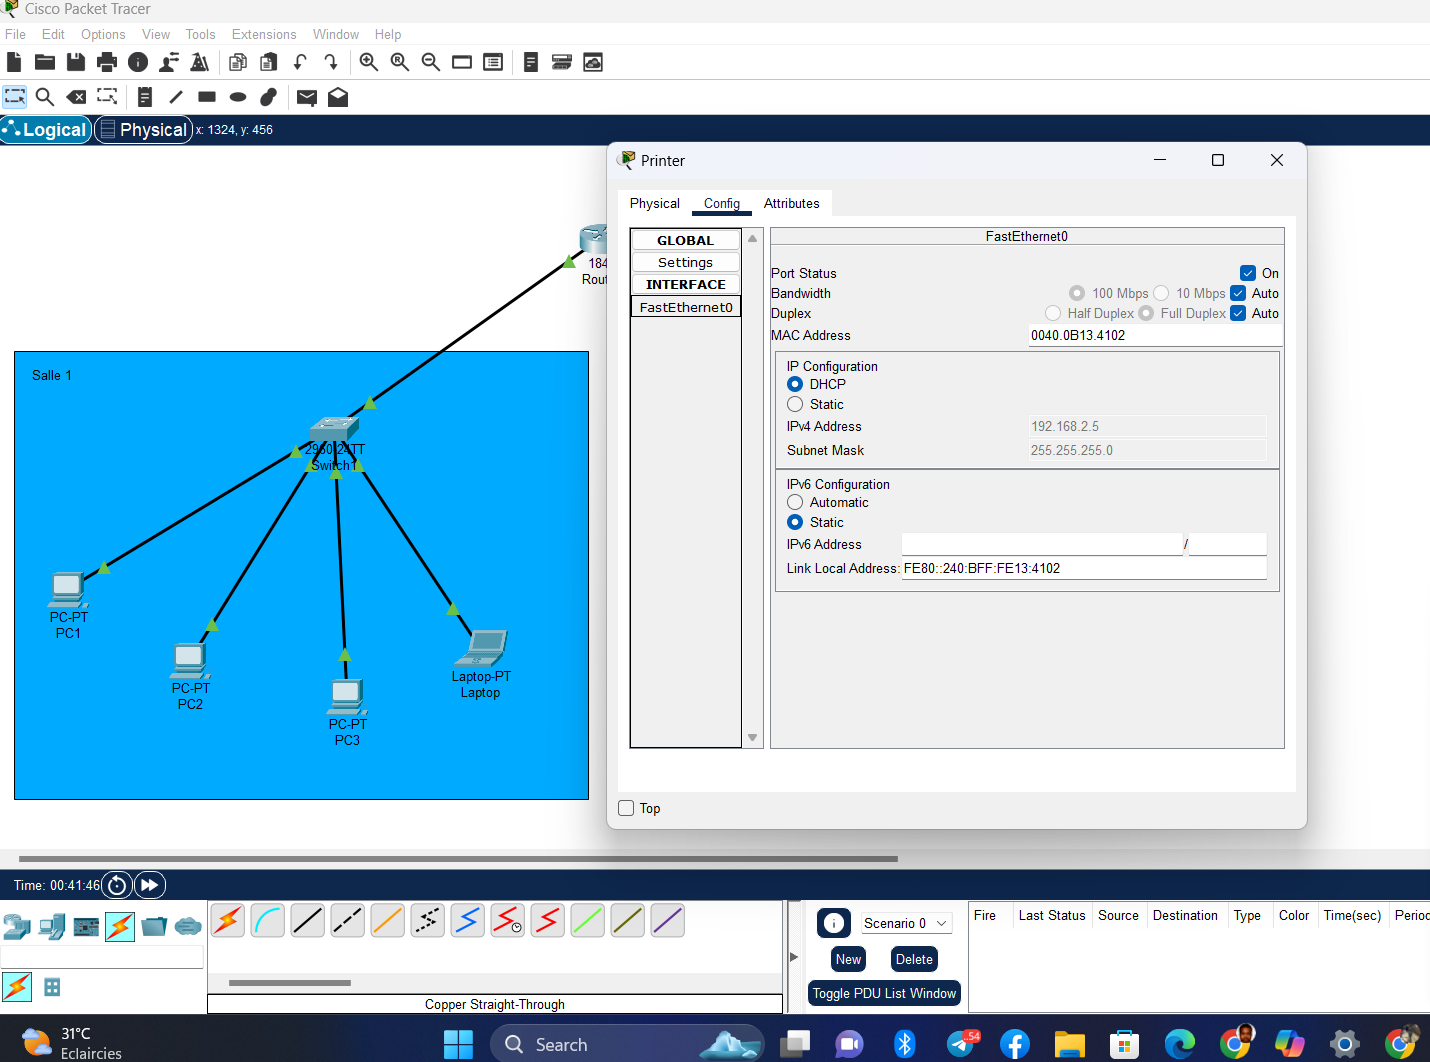 Cisco Packet Tracer
File Edit Options View Tools Extensions Window Help
Logical Physical x: 1324, y: 456
Printer
Physical Config Attributes
GLOBAL
Settings
INTERFACE
FastEthernet0
FastEthernet0
Port Status On
Bandwidth 100 Mbps 10 Mbps Auto
Duplex Half Duplex Full Duplex Auto
MAC Address 0040.0B13.4102
IP Configuration
DHCP
Static
IPv4 Address 192.168.2.5
Subnet Mask 255.255.255.0
IPv6 Configuration
Automatic
Static
IPv6 Address /
Link Local Address: FE80::240:BFF:FE13:4102
Top
184
Rout
Salle 1
2960-24TT
Switch1
PC-PT
PC1
PC-PT
PC2
PC-PT
PC3
Laptop-PT
Laptop
Time: 00:41:46
Scenario 0
New Delete
Toggle PDU List Window
Fire Last Status Source Destination Type Color Time(sec) Perioc
Copper Straight-Through
31°C
Eclaircies
Search
54